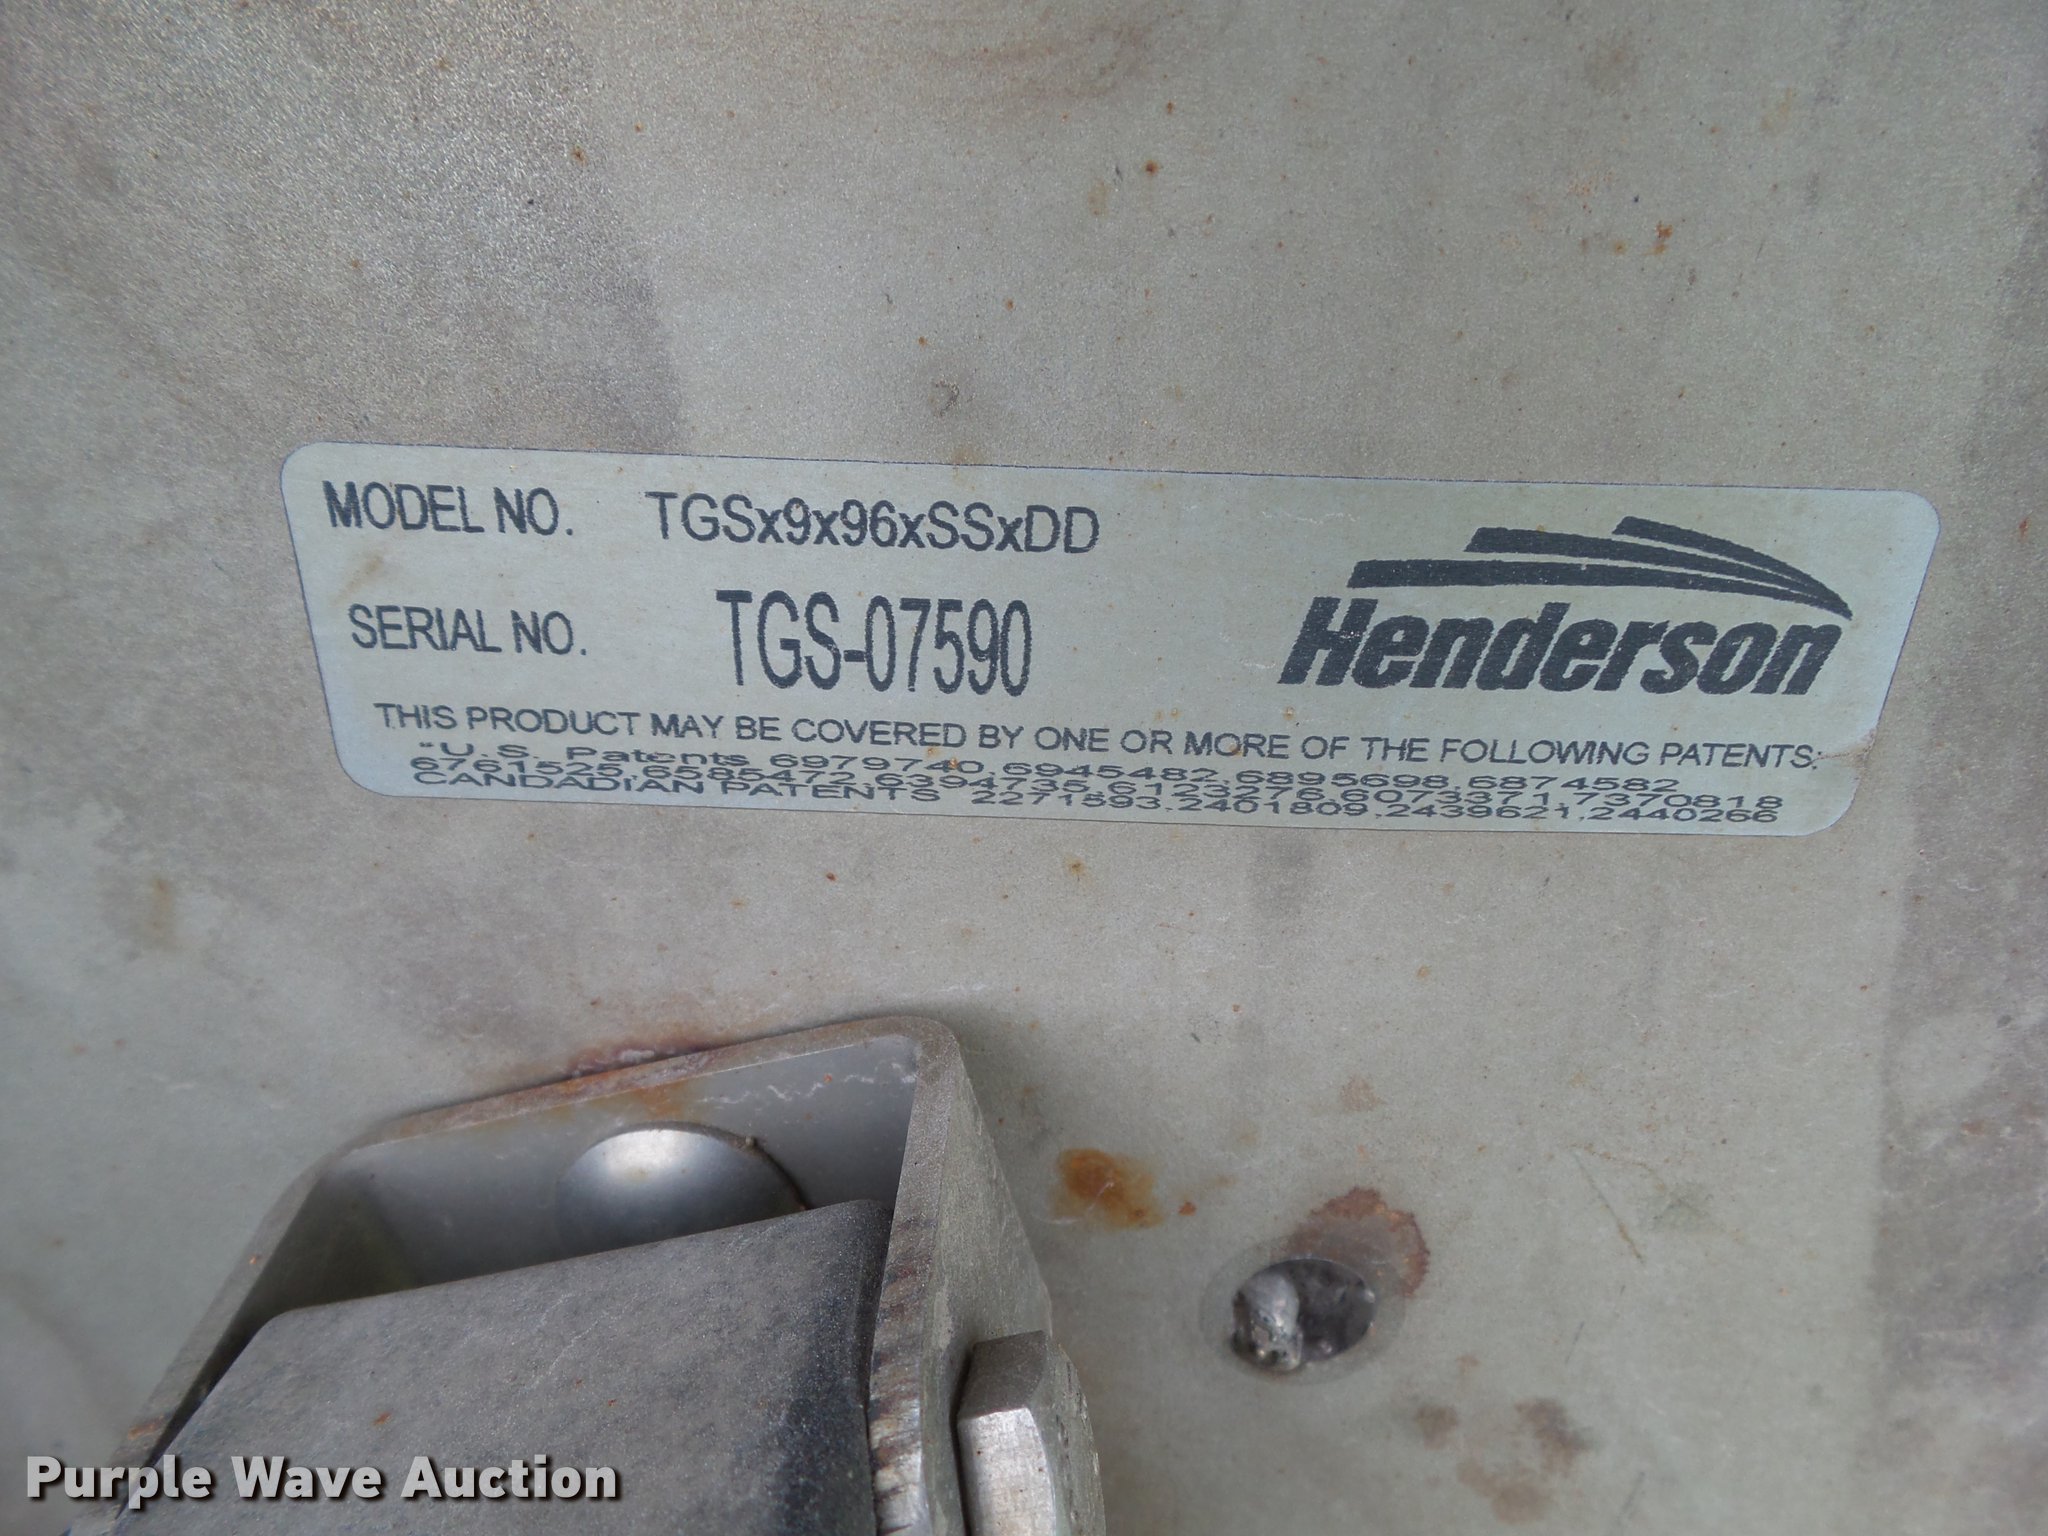 MODEL NO. TGSx9x96xSSxDD
SERIAL NO. TGS-07590
Henderson
THIS PRODUCT MAY BE COVERED BY ONE OR MORE OF THE FOLLOWING PATENTS:
"U.S. Patents 6979740,6945482,6895698,6874582
6761525,6585472,6394735,6123276,6073371,7370818
CANDADIAN PATENTS 2271593,2401809,2439621,2440266
Purple Wave Auction